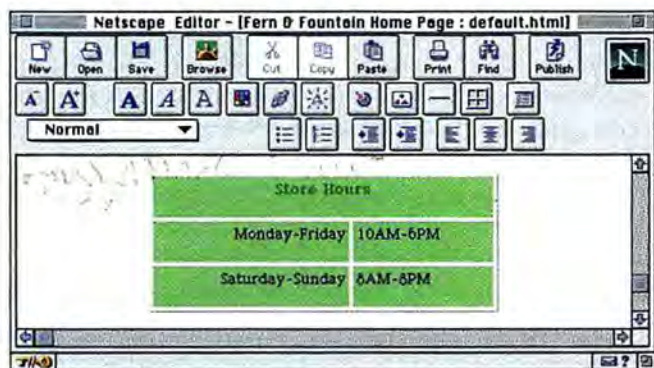 Netscape Editor - [Fern & Fountain Home Page : default.html]
New Open Save Browse Cut Copy Paste Print Find Publish N
A A A A A A
Normal
Store Hours
Monday-Friday 10AM-6PM
Saturday-Sunday 8AM-8PM
?